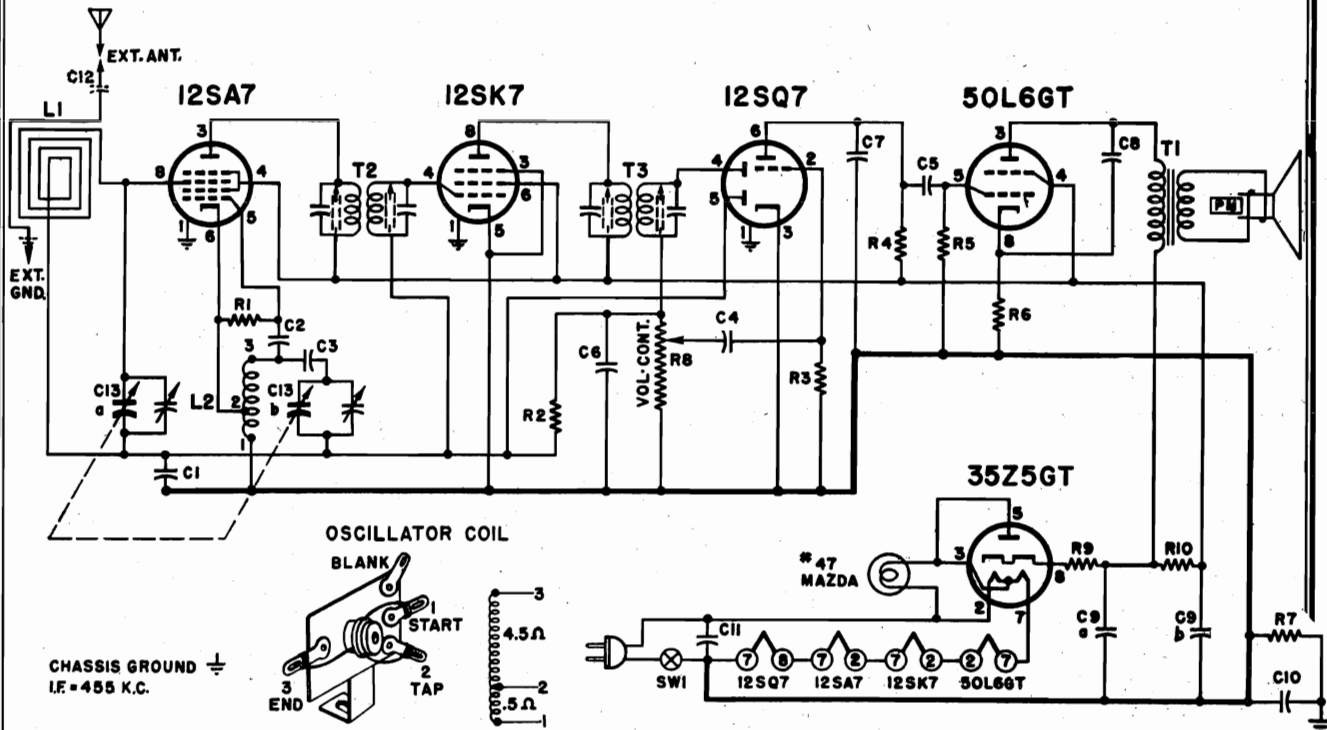 EXT. ANT.
C12
L1
12SA7
12SK7
12SQ7
50L6GT
3
8
4
5
1
6
T2
8
4
3
6
1
5
T3
6
4
2
5
1
3
C7
C5
3
5
4
8
C8
T1
PM
EXT.
GND.
R1
C2
3
C3
C13
a
L2
2
1
C13
b
C1
R2
C6
VOL-CONT.
R8
C4
R3
R4
R5
R6
OSCILLATOR COIL
BLANK
1
START
2
TAP
3
END
3
4.5Ω
2
.5Ω
1
CHASSIS GROUND
I.F. = 455 K.C.
35Z5GT
#47
MAZDA
5
3
8
2
7
R9
R10
C9
a
C9
b
R7
C10
C11
SW1
7 8 7 2 7 2 2 7
12SQ7 12SA7 12SK7 50L6GT